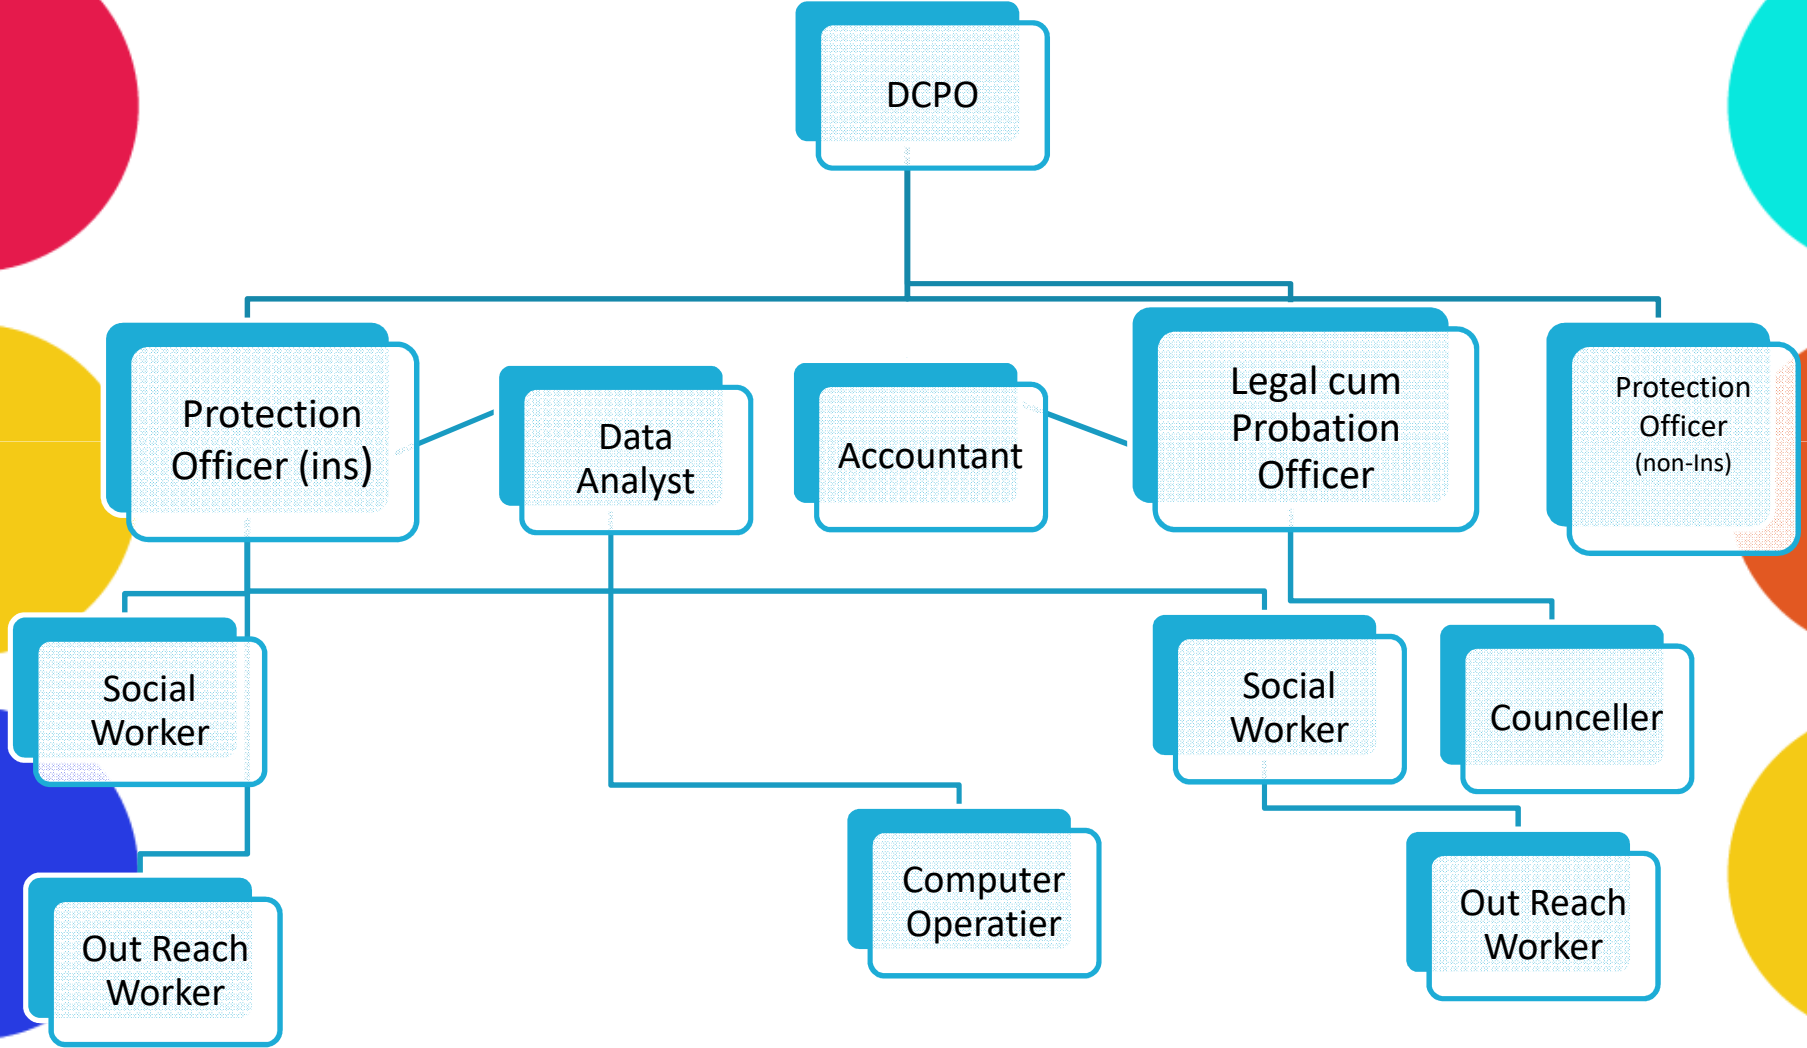 DCPO
Protection
Officer (ins)
Data
Analyst
Accountant
Legal cum
Probation
Officer
Protection
Officer
(non-Ins)
Social
Worker
Social
Worker
Counceller
Computer
Operatier
Out Reach
Worker
Out Reach
Worker